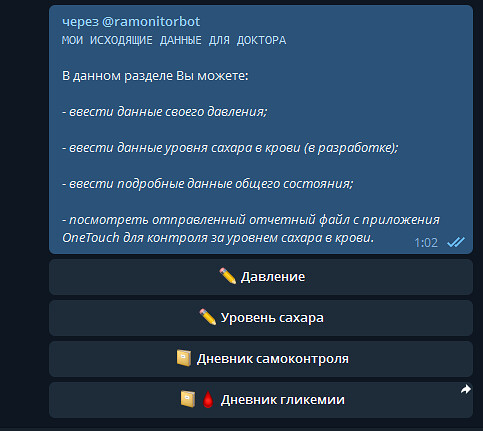 через @ramonitorbot
МОИ ИСХОДЯЩИЕ ДАННЫЕ ДЛЯ ДОКТОРА
В данном разделе Вы можете:
- ввести данные своего давления;
- ввести данные уровня сахара в крови (в разработке);
- ввести подробные данные общего состояния;
- посмотреть отправленный отчетный файл с приложения
OneTouch для контроля за уровнем сахара в крови.
1:02
Давление
Уровень сахара
Дневник самоконтроля
Дневник гликемии